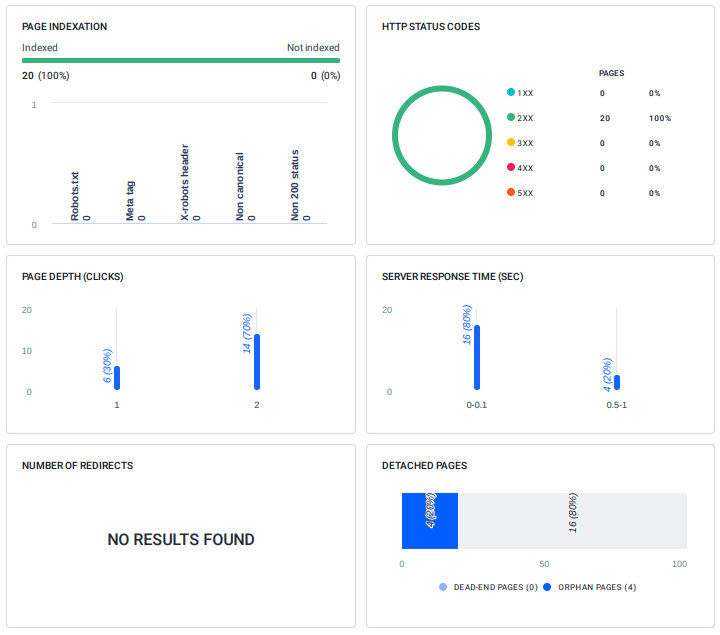 PAGE INDEXATION
Indexed Not indexed
20 (100%) 0 (0%)
1
0
Robots.txt 0
Meta tag 0
X-robots header 0
Non canonical 0
Non 200 status 0
HTTP STATUS CODES
PAGES
1XX 0 0%
2XX 20 100%
3XX 0 0%
4XX 0 0%
5XX 0 0%
PAGE DEPTH (CLICKS)
20
10
0
6 (30%)
14 (70%)
1 2
SERVER RESPONSE TIME (SEC)
20
0
16 (80%)
4 (20%)
0-0.1 0.5-1
NUMBER OF REDIRECTS
NO RESULTS FOUND
DETACHED PAGES
4 (20%) 16 (80%)
0 50 100
DEAD-END PAGES (0) ORPHAN PAGES (4)